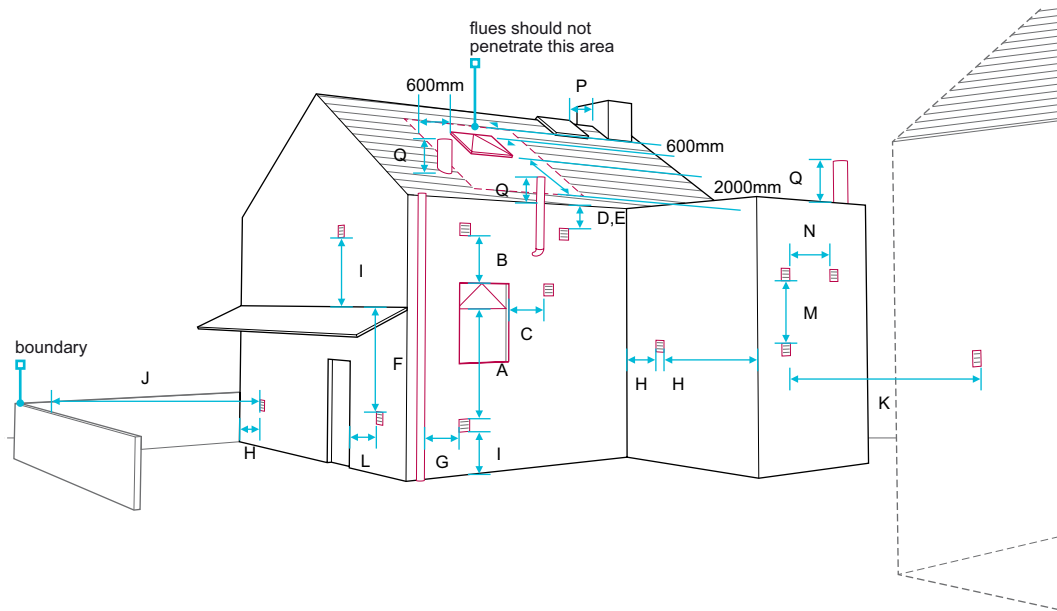 flues should not
penetrate this area
600mm
P
Q
600mm
Q
2000mm
Q
D,E
N
B
I
M
C
boundary
F
A
J
H
H
K
H
L
G
I